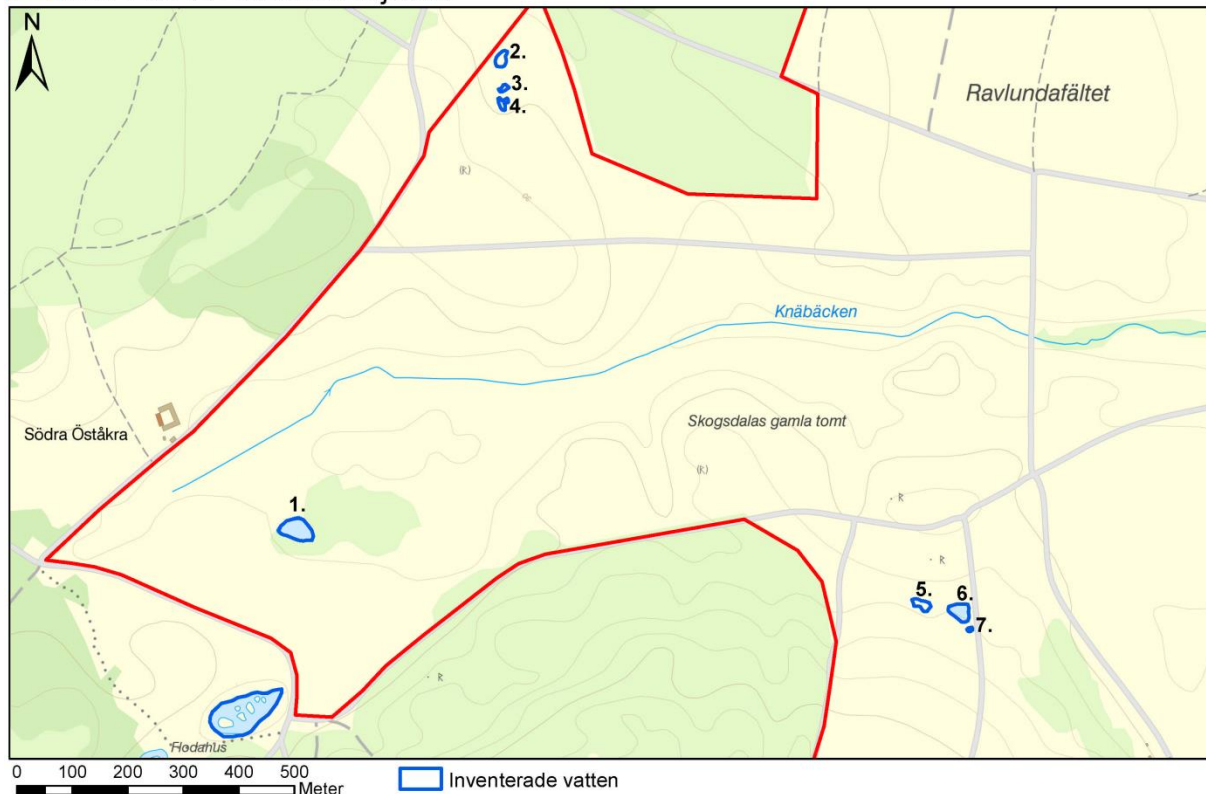 N
2.
3.
4.
Ravlundafältet
(R)
Knäbäcken
Skogsdalas gamla tomt
Södra Öståkra
(R)
R
1.
R
5.
6.
7.
R
Flodahus
0 100 200 300 400 500
Meter
Inventerade vatten